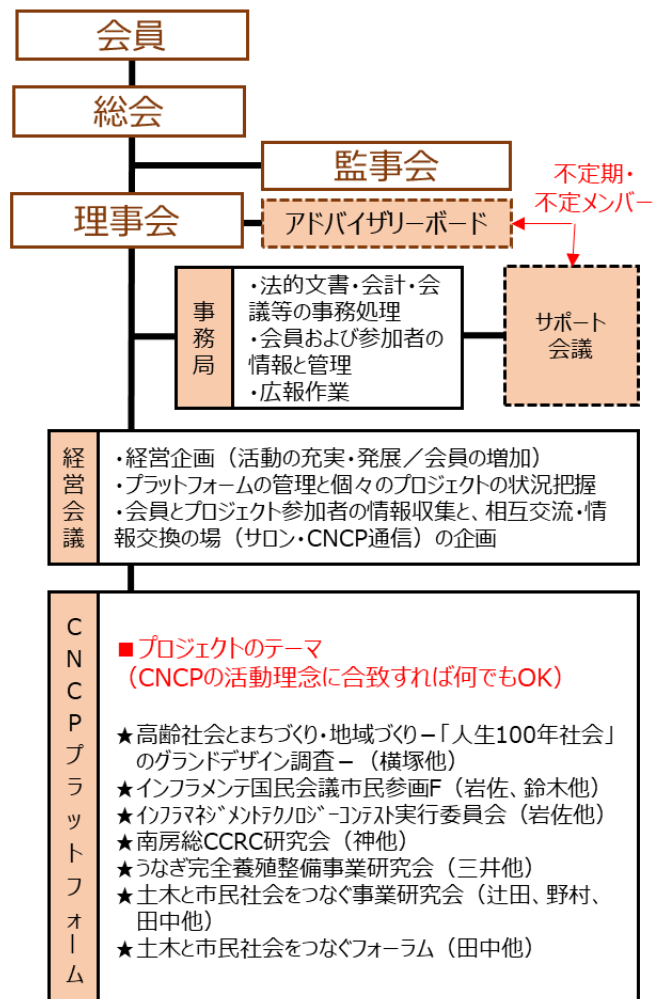 会員
総会
監事会
不定期・
不定メンバー
理事会
アドバイザリーボード
事務局
・法的文書・会計・会
議等の事務処理
・会員および参加者の
情報と管理
・広報作業
サポート
会議
経営会議
・経営企画（活動の充実・発展／会員の増加）
・プラットフォームの管理と個々のプロジェクトの状況把握
・会員とプロジェクト参加者の情報収集と、相互交流・情
報交換の場（サロン・CNCP通信）の企画
CNCPプラットフォーム
■プロジェクトのテーマ
（CNCPの活動理念に合致すれば何でもOK）
★高齢社会とまちづくり・地域づくり－「人生100年社会」
のグランドデザイン調査－（横塚他）
★インフラメンテ国民会議市民参画F（岩佐、鈴木他）
★ｲﾝﾌﾗﾏﾈｼﾞﾒﾝﾄﾃｸﾉﾛｼﾞｰｺﾝﾃｽﾄ実行委員会（岩佐他）
★南房総CCRC研究会（神他）
★うなぎ完全養殖整備事業研究会（三井他）
★土木と市民社会をつなぐ事業研究会（辻田、野村、
田中他）
★土木と市民社会をつなぐフォーラム（田中他）